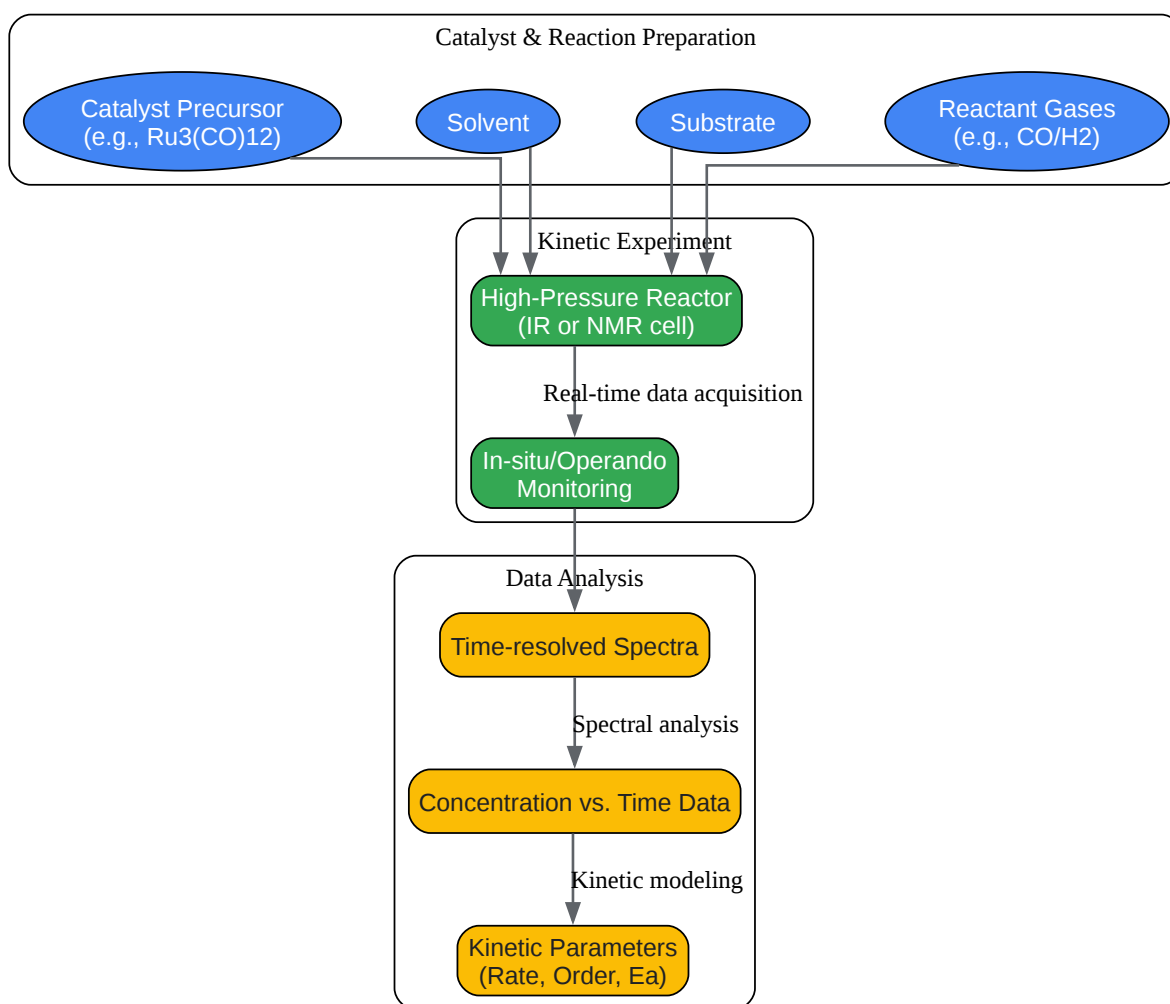 Catalyst & Reaction Preparation
Catalyst Precursor
(e.g., Ru3(CO)12)
Solvent
Substrate
Reactant Gases
(e.g., CO/H2)
Kinetic Experiment
High-Pressure Reactor
(IR or NMR cell)
Real-time data acquisition
In-situ/Operando
Monitoring
Data Analysis
Time-resolved Spectra
Spectral analysis
Concentration vs. Time Data
Kinetic modeling
Kinetic Parameters
(Rate, Order, Ea)